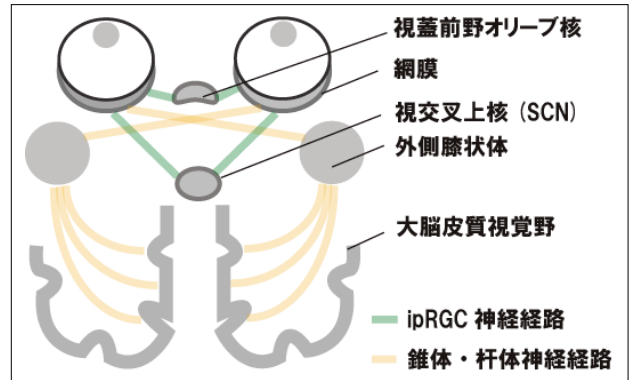 視蓋前野オリーブ核
網膜
視交叉上核（SCN）
外側膝状体
大脳皮質視覚野
ipRGC 神経経路
錐体・杆体神経経路